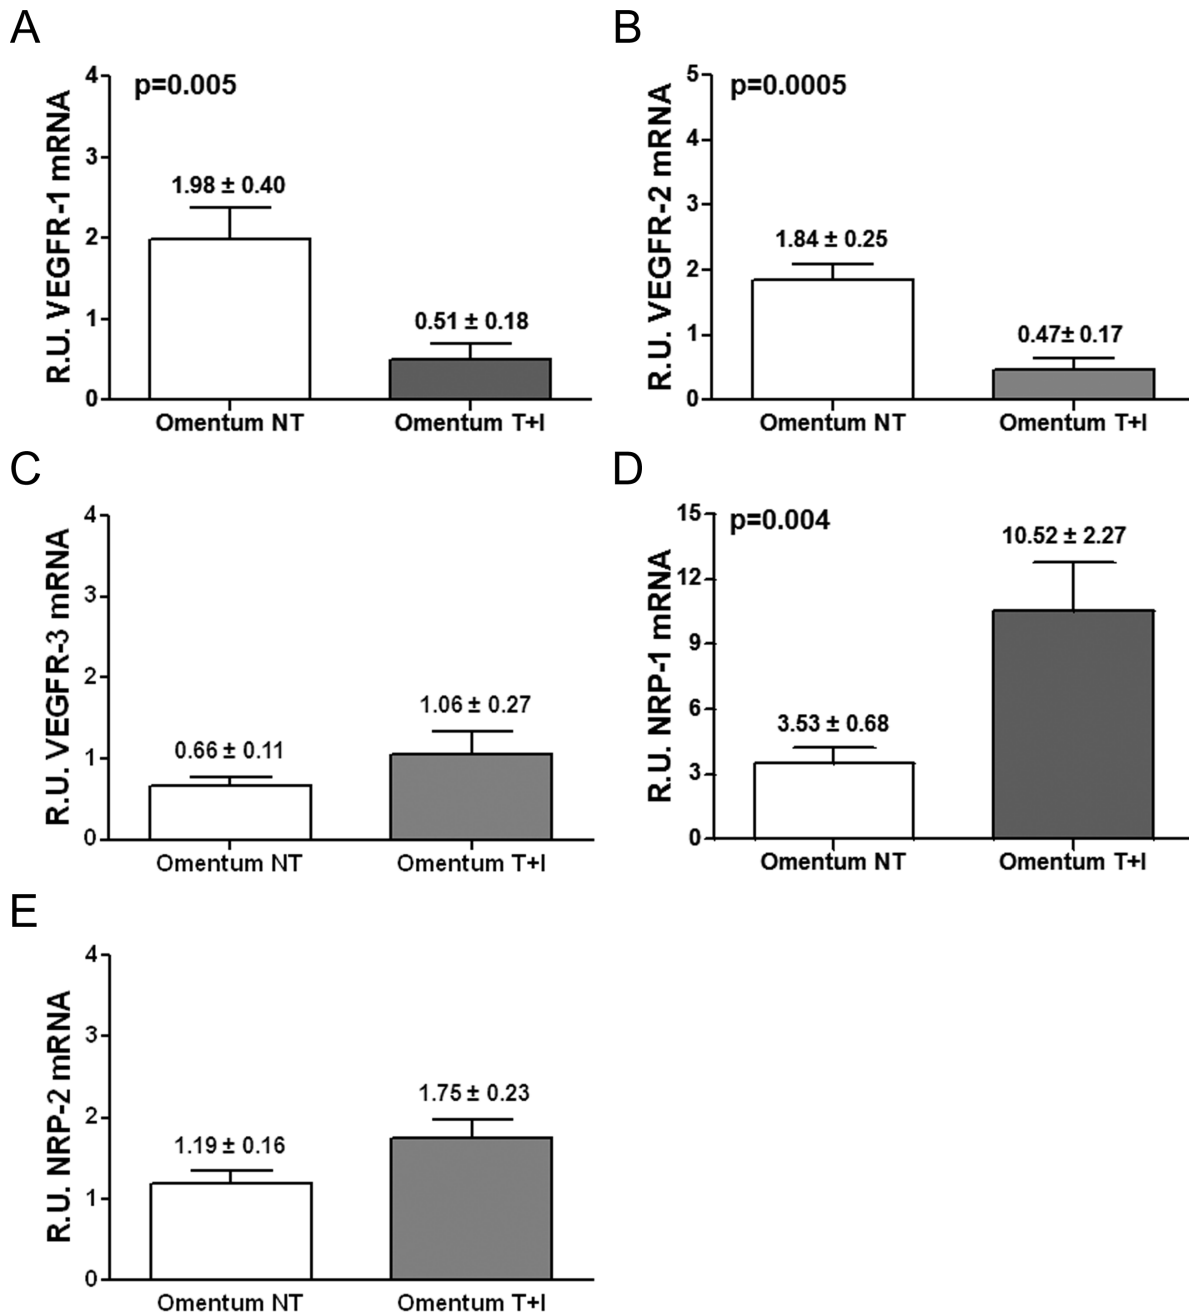 A
R.U. VEGFR-1 mRNA
4
3
2
1
0
p=0.005
1.98 ± 0.40
0.51 ± 0.18
Omentum NT
Omentum T+I
B
R.U. VEGFR-2 mRNA
5
4
3
2
1
0
p=0.0005
1.84 ± 0.25
0.47± 0.17
Omentum NT
Omentum T+I
C
R.U. VEGFR-3 mRNA
4
3
2
1
0
0.66 ± 0.11
1.06 ± 0.27
Omentum NT
Omentum T+I
D
R.U. NRP-1 mRNA
15
12
9
6
3
0
p=0.004
3.53 ± 0.68
10.52 ± 2.27
Omentum NT
Omentum T+I
E
R.U. NRP-2 mRNA
4
3
2
1
0
1.19 ± 0.16
1.75 ± 0.23
Omentum NT
Omentum T+I